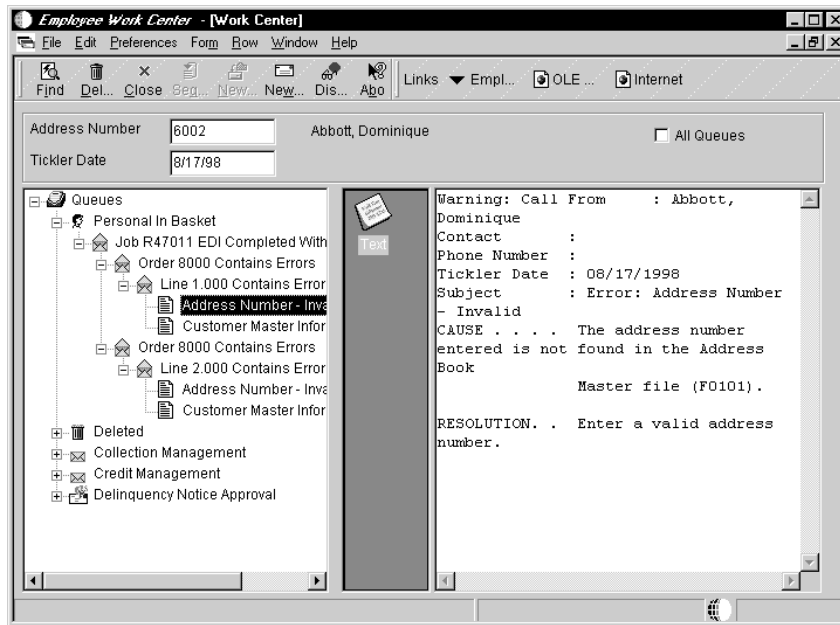 Employee Work Center - [Work Center]
File Edit Preferences Form Row Window Help
Find Del... Close Seq... New... New... Dis... Abo Links Empl... OLE ... Internet
Address Number 6002 Abbott, Dominique All Queues
Tickler Date 8/17/98
Queues
Personal In Basket
Job R47011 EDI Completed With
Order 8000 Contains Errors
Line 1.000 Contains Error
Address Number - Inva
Customer Master Infor
Order 8000 Contains Errors
Line 2.000 Contains Error
Address Number - Inva
Customer Master Infor
Deleted
Collection Management
Credit Management
Delinquency Notice Approval
Text
Warning: Call From : Abbott,
Dominique
Contact :
Phone Number :
Tickler Date : 08/17/1998
Subject : Error: Address Number
- Invalid
CAUSE . . . . The address number
entered is not found in the Address
Book
Master file (F0101).
RESOLUTION. . Enter a valid address
number.